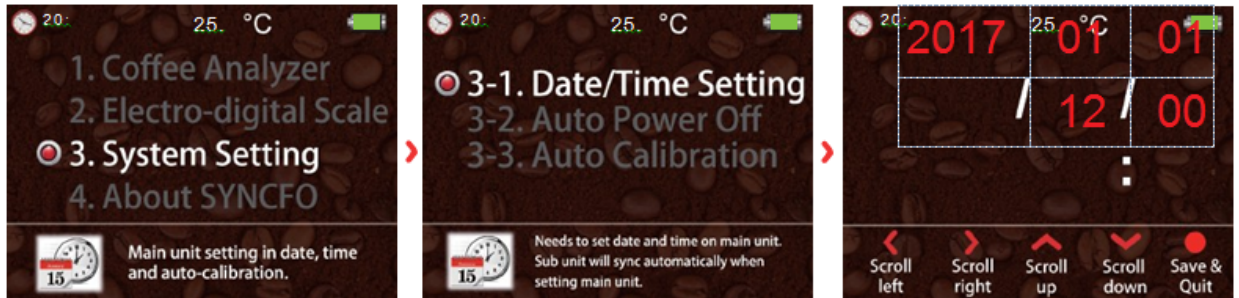 20:
25. °C
1. Coffee Analyzer
2. Electro-digital Scale
3. System Setting
4. About SYNCFO
15
Main unit setting in date, time
and auto-calibration.
20:
25. °C
3-1. Date/Time Setting
3-2. Auto Power Off
3-3. Auto Calibration
15
Needs to set date and time on main unit.
Sub unit will sync automatically when
setting main unit.
20:
25 °C
2017 01 01
/ 12 / 00
:
Scroll left
Scroll right
Scroll up
Scroll down
Save & Quit